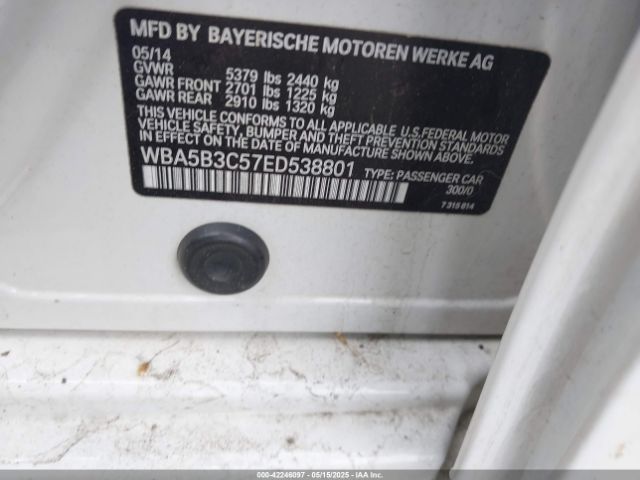 MFD BY BAYERISCHE MOTOREN WERKE AG
05/14
GVWR 5379 lbs 2440 kg
GAWR FRONT 2701 lbs 1225 kg
GAWR REAR 2910 lbs 1320 kg
THIS VEHICLE CONFORMS TO ALL APPLICABLE U.S.FEDERAL MOTOR
VEHICLE SAFETY, BUMPER AND THEFT PREVENTION STANDARDS
IN EFFECT ON THE DATE OF MANUFACTURE SHOWN ABOVE.
WBA5B3C57ED538801 TYPE: PASSENGER CAR
300/0
7 315 614
000-42246097 - 05/15/2025 - IAAI.COM